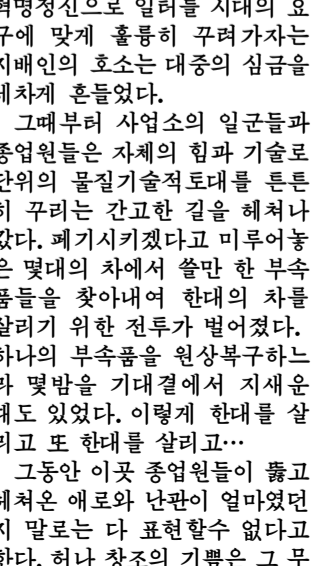 혁명정신으로 일터를 시대의 요
구에 맞게 훌륭히 꾸려가자는
지배인의 호소는 대중의 심금을
세차게 흔들었다.
그때부터 사업소의 일군들과
종업원들은 자체의 힘과 기술로
단위의 물질기술적토대를 튼튼
히 꾸리는 간고한 길을 헤쳐나
갔다. 페기시키겠다고 미루어놓
은 몇대의 차에서 쓸만 한 부속
품들을 찾아내여 한대의 차를
살리기 위한 전투가 벌어졌다.
하나의 부속품을 원상복구하느
라 몇밤을 기대곁에서 지새운
때도 있었다. 이렇게 한대를 살
리고 또 한대를 살리고…
그동안 이곳 종업원들이 뚫고
헤쳐온 애로와 난관이 얼마였던
지 말로는 다 표현할수 없다고
한다. 허나 창조의 기쁨은 그 무